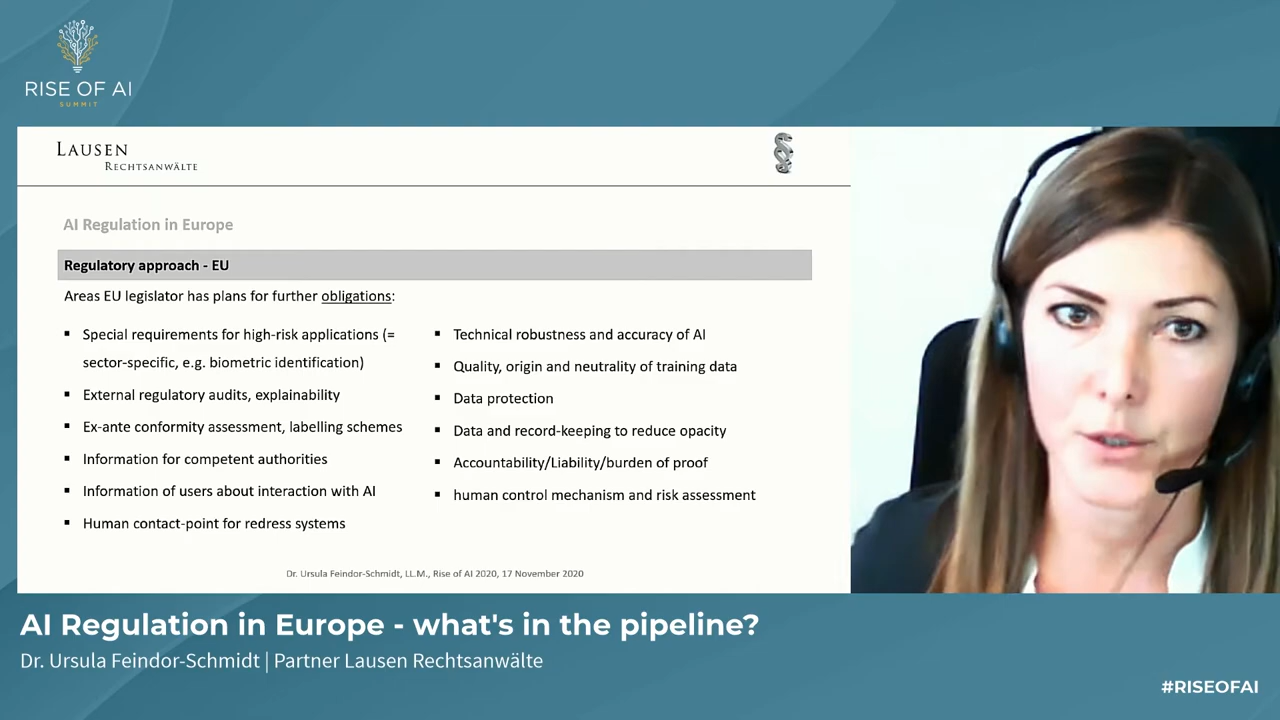 RISE OF AI
SUMMIT
LAUSEN
RECHTSANWÄLTE
AI Regulation in Europe
Regulatory approach - EU
Areas EU legislator has plans for further obligations:
▪ Special requirements for high-risk applications (=
sector-specific, e.g. biometric identification)
▪ External regulatory audits, explainability
▪ Ex-ante conformity assessment, labelling schemes
▪ Information for competent authorities
▪ Information of users about interaction with AI
▪ Human contact-point for redress systems
▪ Technical robustness and accuracy of AI
▪ Quality, origin and neutrality of training data
▪ Data protection
▪ Data and record-keeping to reduce opacity
▪ Accountability/Liability/burden of proof
▪ human control mechanism and risk assessment
Dr. Ursula Feindor-Schmidt, LL.M., Rise of AI 2020, 17 November 2020
AI Regulation in Europe - what's in the pipeline?
Dr. Ursula Feindor-Schmidt | Partner Lausen Rechtsanwälte
#RISEOFAI